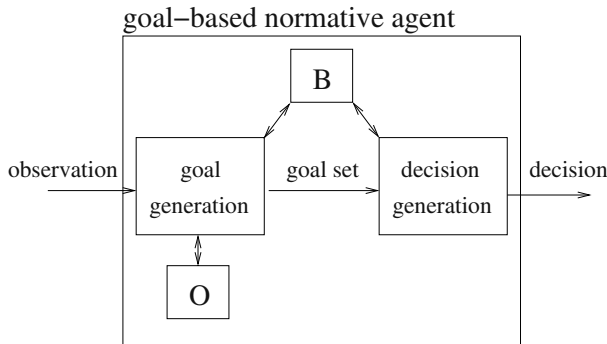 goal−based normative agent
B
observation
goal
generation
goal set
decision
generation
decision
O